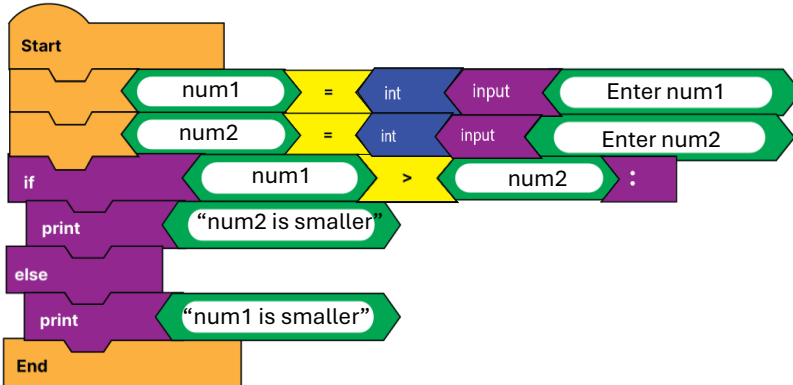 Start
num1 = int input Enter num1
num2 = int input Enter num2
if num1 > num2 :
print “num2 is smaller”
else
print “num1 is smaller”
End